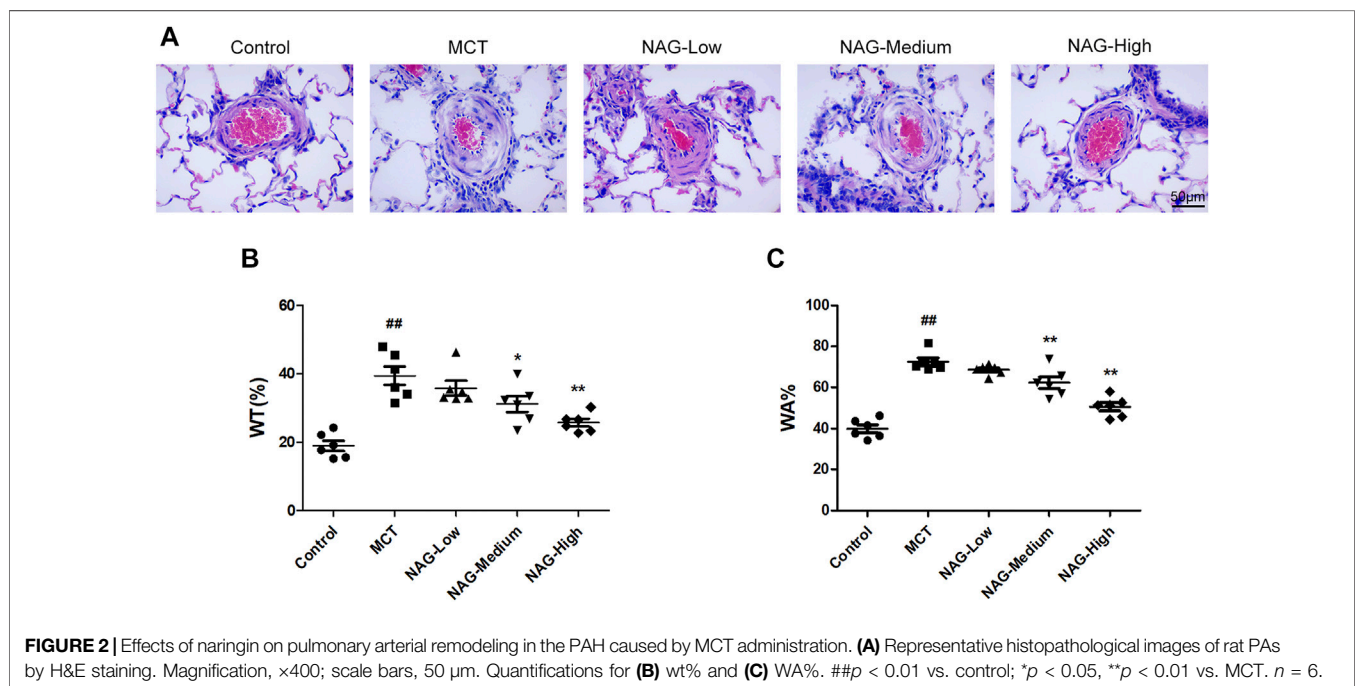 A
Control MCT NAG-Low NAG-Medium NAG-High
50μm
B
WT(%)
60
40
20
0
##
*
**
Control MCT NAG-Low NAG-Medium NAG-High
C
WA%
100
80
60
40
20
0
##
**
**
Control MCT NAG-Low NAG-Medium NAG-High
FIGURE 2 | Effects of naringin on pulmonary arterial remodeling in the PAH caused by MCT administration. (A) Representative histopathological images of rat PAs
by H&E staining. Magnification, ×400; scale bars, 50 μm. Quantifications for (B) wt% and (C) WA%. ##p < 0.01 vs. control; *p < 0.05, **p < 0.01 vs. MCT. n = 6.